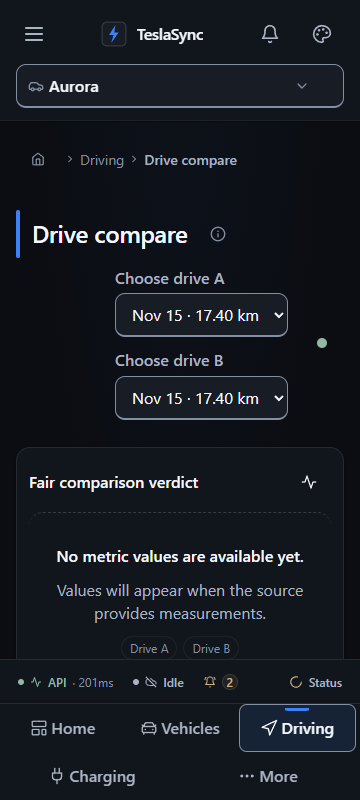 TeslaSync
Aurora
Driving Drive compare
Drive compare
Choose drive A
Nov 15 · 17.40 km
Choose drive B
Nov 15 · 17.40 km
Fair comparison verdict
No metric values are available yet.
Values will appear when the source
provides measurements.
Drive A Drive B
API · 201ms Idle 2 Status
Home Vehicles Driving
Charging More